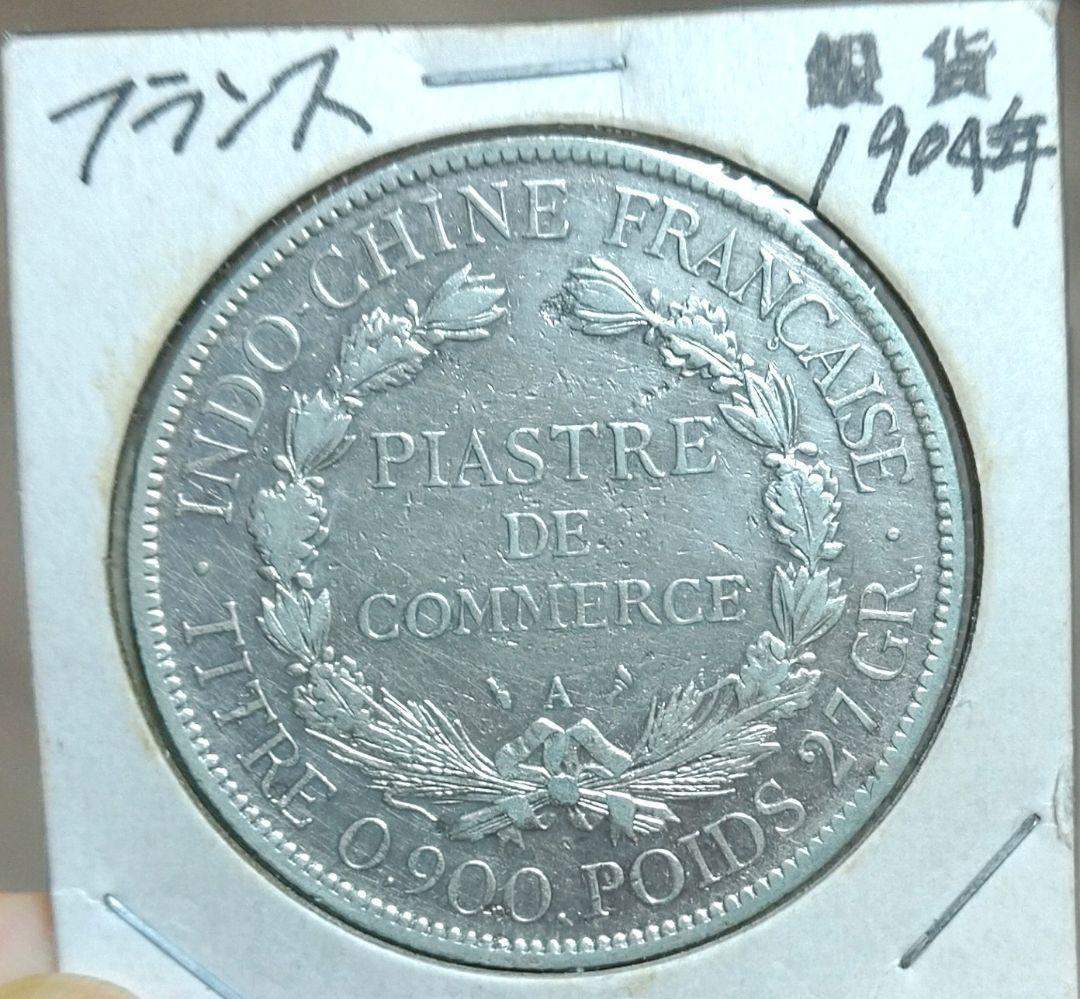 フランス
銀貨
1904年
INDO-CHINE FRANÇAISE
PIASTRE
DE
COMMERCE
A
TITRE 0.900. POIDS 27 GR.